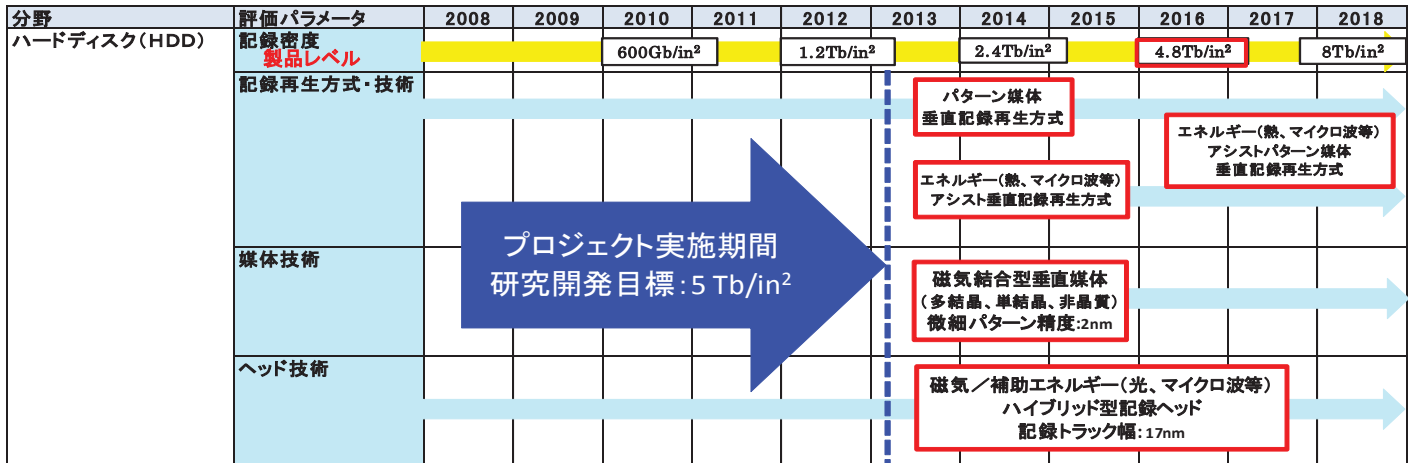 分野 評価パラメータ 2008 2009 2010 2011 2012 2013 2014 2015 2016 2017 2018
ハードディスク(HDD)
記録密度
製品レベル
600Gb/in² 1.2Tb/in² 2.4Tb/in² 4.8Tb/in² 8Tb/in²
記録再生方式・技術
パターン媒体
垂直記録再生方式
エネルギー(熱、マイクロ波等)
アシストパターン媒体
垂直記録再生方式
エネルギー(熱、マイクロ波等)
アシスト垂直記録再生方式
プロジェクト実施期間
研究開発目標:5 Tb/in²
媒体技術
磁気結合型垂直媒体
(多結晶、単結晶、非晶質)
微細パターン精度:2nm
ヘッド技術
磁気/補助エネルギー(光、マイクロ波等)
ハイブリッド型記録ヘッド
記録トラック幅:17nm